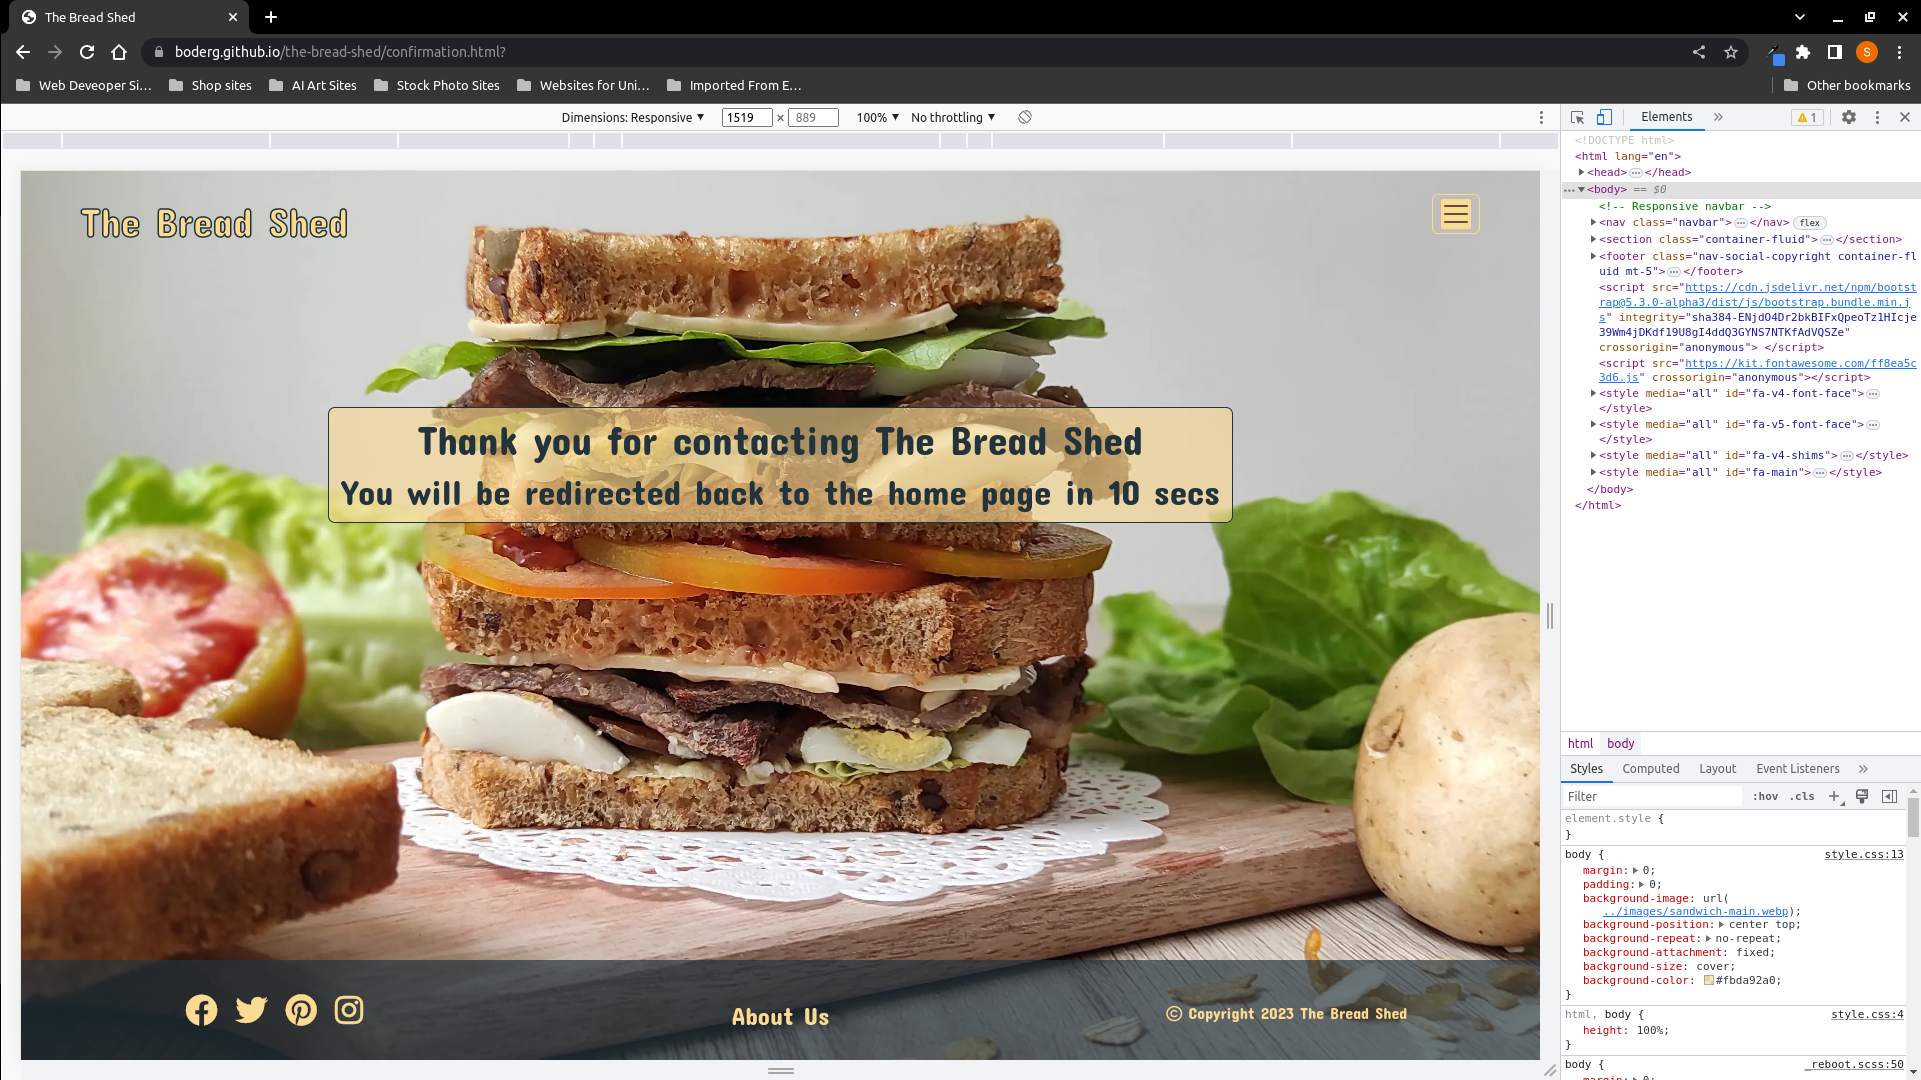 The Bread Shed
boderg.github.io/the-bread-shed/confirmation.html?
S
Web Deveoper Si...
Shop sites
AI Art Sites
Stock Photo Sites
Websites for Uni...
Imported From E...
Other bookmarks
Dimensions: Responsive
1519 × 889
100%
No throttling
Elements
1
The Bread Shed
Thank you for contacting The Bread Shed
You will be redirected back to the home page in 10 secs
About Us
© Copyright 2023 The Bread Shed
<!DOCTYPE html>
<html lang="en">
<head>…</head>
…<body> == $0
<!-- Responsive navbar -->
<nav class="navbar">…</nav> flex
<section class="container-fluid">…</section>
<footer class="nav-social-copyright container-fl
uid mt-5">…</footer>
<script src="https://cdn.jsdelivr.net/npm/bootst
rap@5.3.0-alpha3/dist/js/bootstrap.bundle.min.j
s" integrity="sha384-ENjdO4Dr2bkBIFxQpeoTz1HIcje
39Wm4jDKdf19U8gI4ddQ3GYNS7NTKfAdVQSZe"
crossorigin="anonymous"> </script>
<script src="https://kit.fontawesome.com/ff8ea5c
3d6.js" crossorigin="anonymous"></script>
<style media="all" id="fa-v4-font-face">…
</style>
<style media="all" id="fa-v5-font-face">…
</style>
<style media="all" id="fa-v4-shims">…</style>
<style media="all" id="fa-main">…</style>
</body>
</html>
html body
Styles Computed Layout Event Listeners
Filter :hov .cls
element.style {
}
body { style.css:13
margin: 0;
padding: 0;
background-image: url(
../images/sandwich-main.webp);
background-position: center top;
background-repeat: no-repeat;
background-attachment: fixed;
background-size: cover;
background-color: #fbda92a0;
}
html, body { style.css:4
height: 100%;
}
body { _reboot.scss:50
margin: 0;